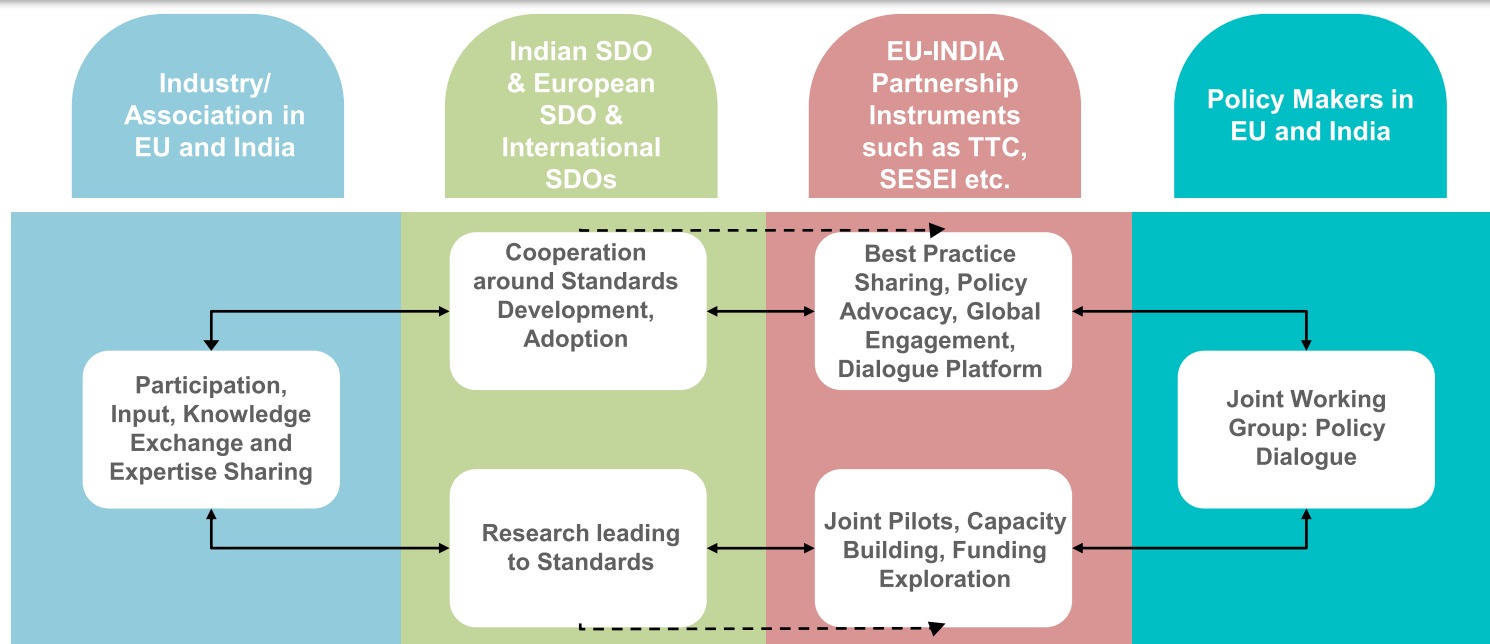 Industry/
Association in
EU and India
Indian SDO
& European
SDO &
International
SDOs
EU-INDIA
Partnership
Instruments
such as TTC,
SESEI etc.
Policy Makers in
EU and India
Participation,
Input, Knowledge
Exchange and
Expertise Sharing
Cooperation
around Standards
Development,
Adoption
Best Practice
Sharing, Policy
Advocacy, Global
Engagement,
Dialogue Platform
Joint Working
Group: Policy
Dialogue
Research leading
to Standards
Joint Pilots, Capacity
Building, Funding
Exploration